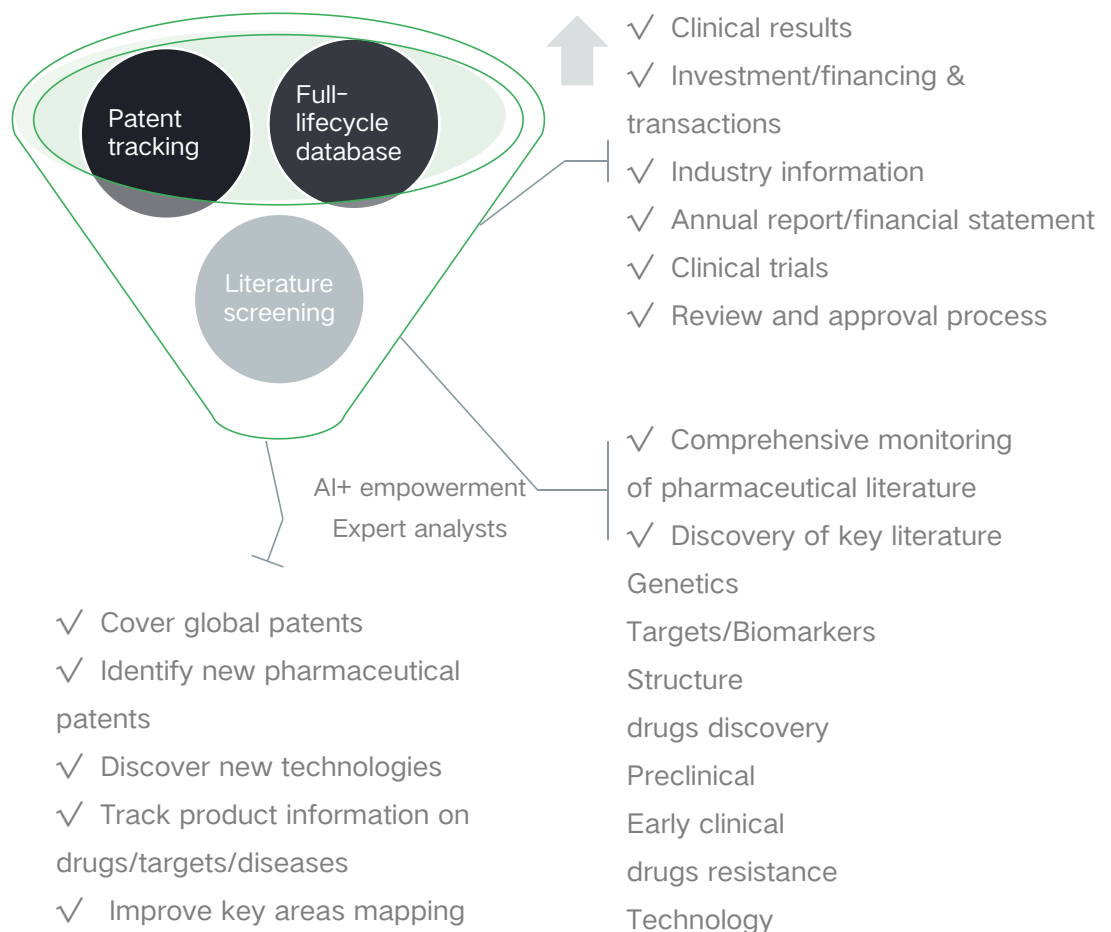 Patent
tracking
Full-
lifecycle
database
Literature
screening
√ Clinical results
√ Investment/financing &
transactions
√ Industry information
√ Annual report/financial statement
√ Clinical trials
√ Review and approval process
AI+ empowerment
Expert analysts
√ Comprehensive monitoring
of pharmaceutical literature
√ Discovery of key literature
Genetics
Targets/Biomarkers
Structure
drugs discovery
Preclinical
Early clinical
drugs resistance
Technology
√ Cover global patents
√ Identify new pharmaceutical
patents
√ Discover new technologies
√ Track product information on
drugs/targets/diseases
√ Improve key areas mapping